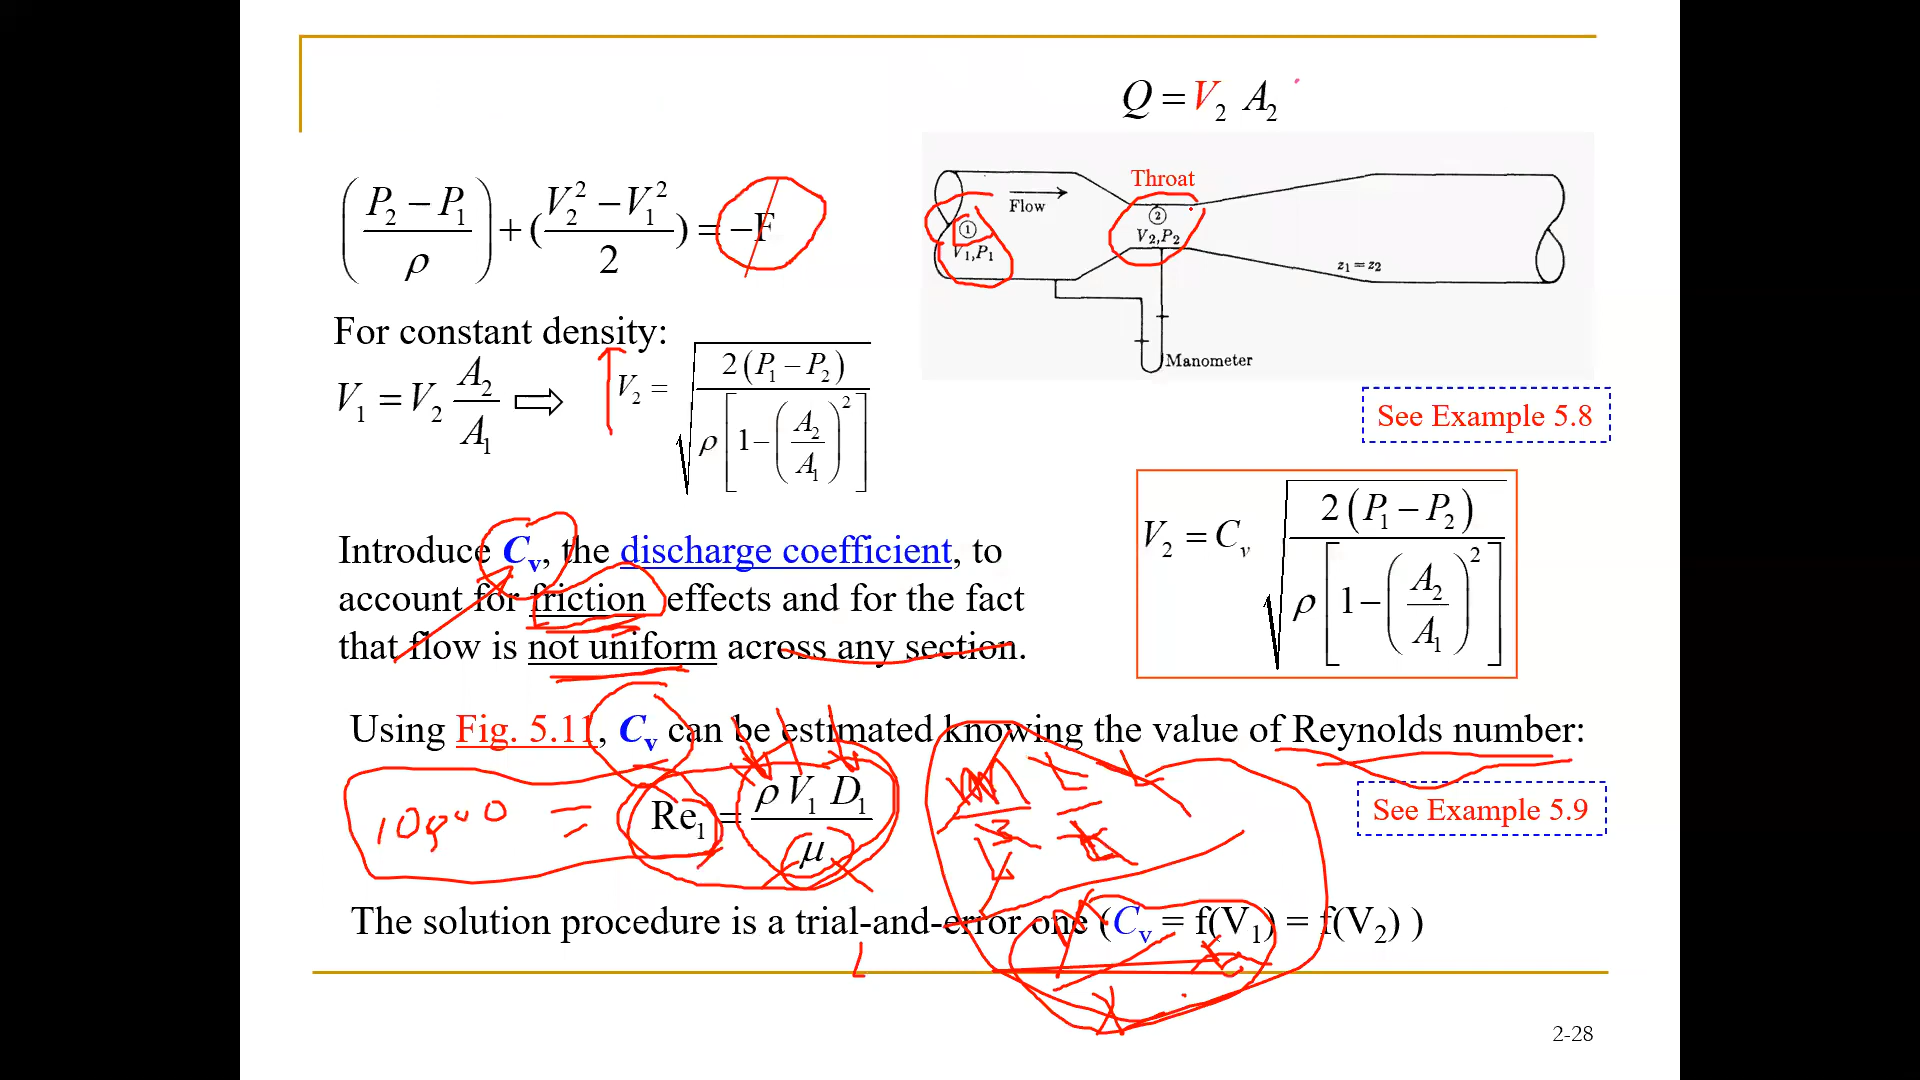 Q = V₂ A₂
Throat
Flow
① V₁,P₁
② V₂,P₂
z₁ = z₂
Manometer
((P₂ − P₁)/ρ) + ((V₂² − V₁²)/2) = −F
For constant density:
V₁ = V₂ A₂/A₁ ⇨ V₂ = √(2(P₁ − P₂)/(ρ[1 − (A₂/A₁)²]))
See Example 5.8
Introduce Cᵥ, the discharge coefficient, to
account for friction effects and for the fact
that flow is not uniform across any section.
V₂ = Cᵥ √(2(P₁ − P₂)/(ρ[1 − (A₂/A₁)²]))
Using Fig. 5.11, Cᵥ can be estimated knowing the value of Reynolds number:
= Re₁ = ρ V₁ D₁/μ
See Example 5.9
The solution procedure is a trial-and-error one (Cᵥ = f(V₁) = f(V₂) )
2-28